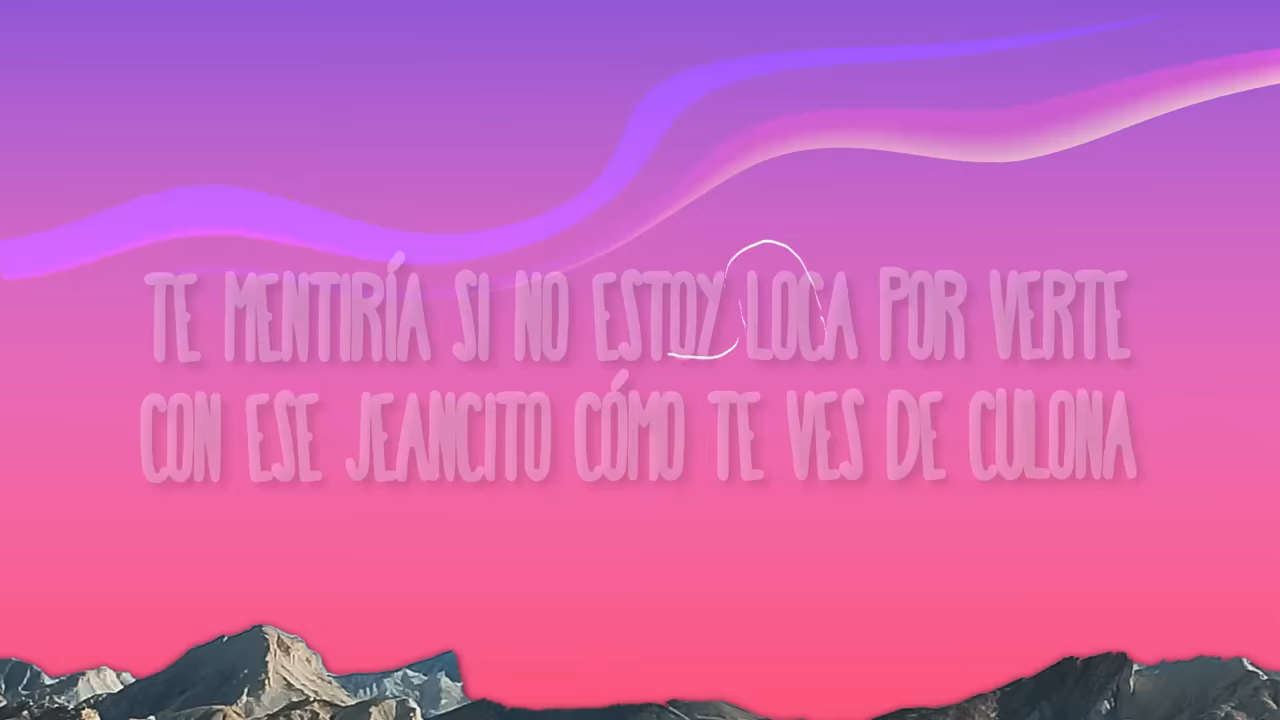 TE MENTIRÍA SI NO ESTOY LOCA POR VERTE
CON ESE JEANCITO CÓMO TE VES DE CULONA